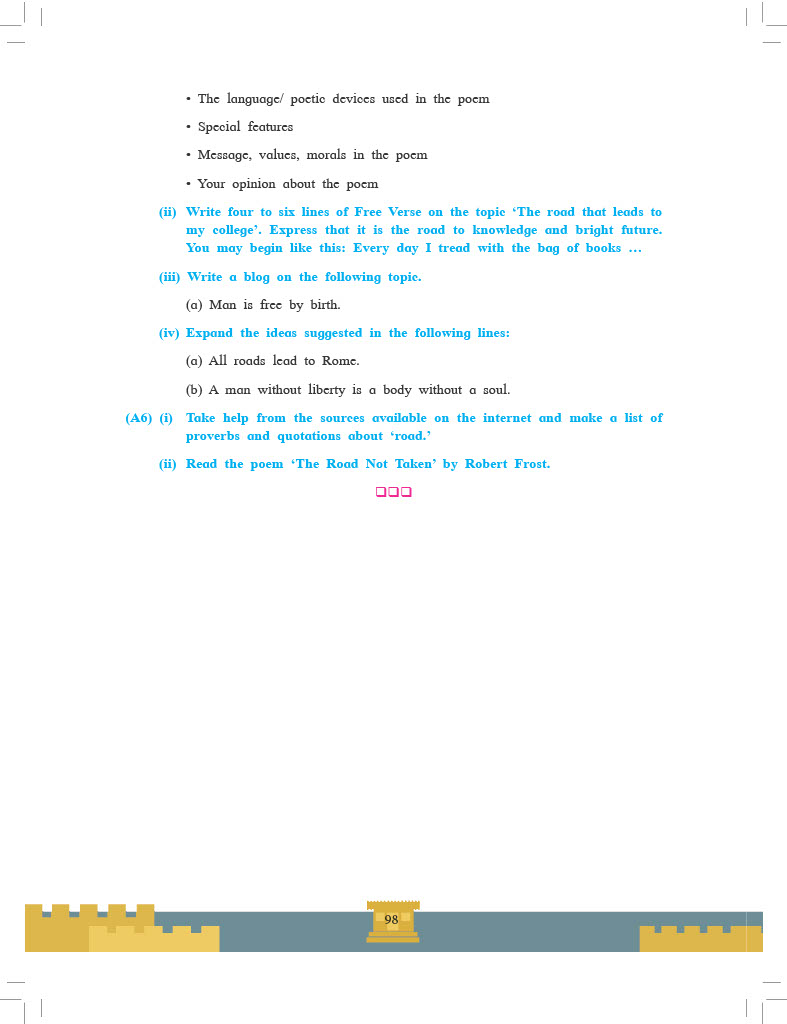 • The language/ poetic devices used in the poem
• Special features
• Message, values, morals in the poem
• Your opinion about the poem
(ii) Write four to six lines of Free Verse on the topic ‘The road that leads to
my college’. Express that it is the road to knowledge and bright future.
You may begin like this: Every day I tread with the bag of books ...
(iii) Write a blog on the following topic.
(a) Man is free by birth.
(iv) Expand the ideas suggested in the following lines:
(a) All roads lead to Rome.
(b) A man without liberty is a body without a soul.
(A6) (i) Take help from the sources available on the internet and make a list of
proverbs and quotations about ‘road.’
(ii) Read the poem ‘The Road Not Taken’ by Robert Frost.
❑❑❑
98